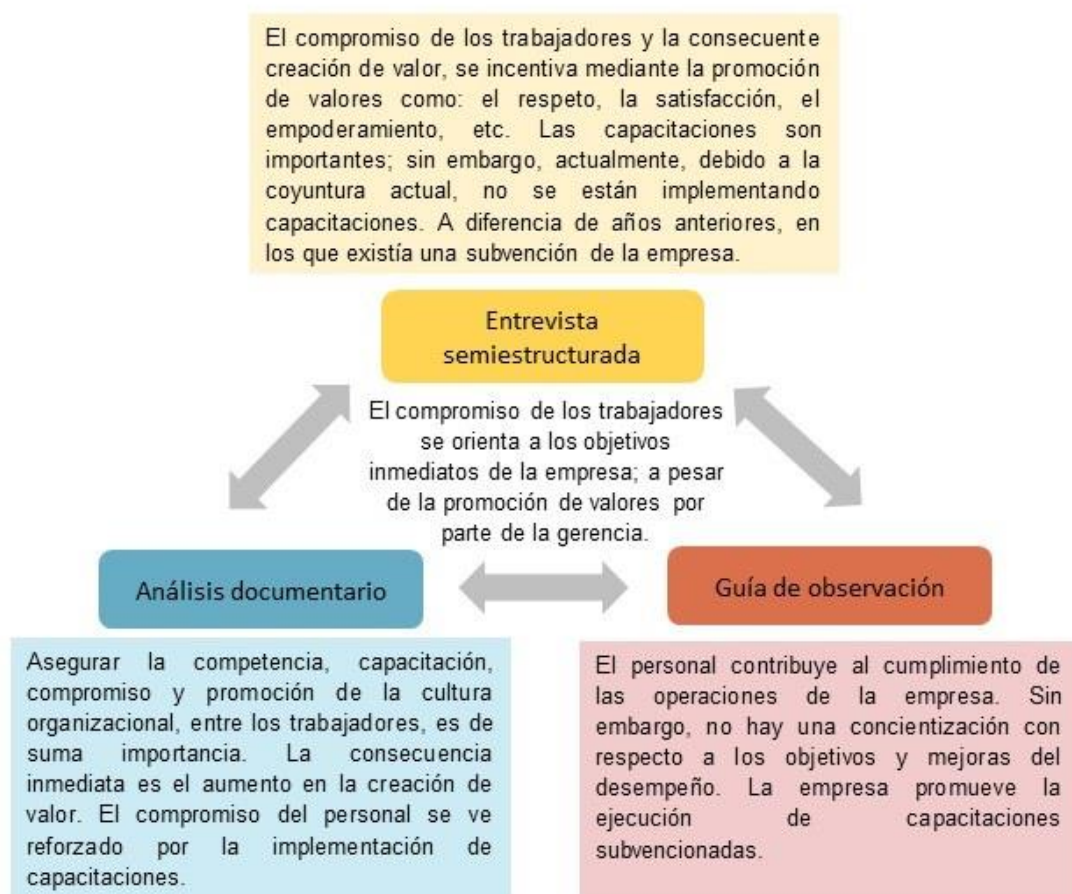 El compromiso de los trabajadores y la consecuente
creación de valor, se incentiva mediante la promoción
de valores como: el respeto, la satisfacción, el
empoderamiento, etc. Las capacitaciones son
importantes; sin embargo, actualmente, debido a la
coyuntura actual, no se están implementando
capacitaciones. A diferencia de años anteriores, en
los que existía una subvención de la empresa.
Entrevista
semiestructurada
El compromiso de los trabajadores
se orienta a los objetivos
inmediatos de la empresa; a pesar
de la promoción de valores por
parte de la gerencia.
Análisis documentario
Guía de observación
Asegurar la competencia, capacitación,
compromiso y promoción de la cultura
organizacional, entre los trabajadores, es de
suma importancia. La consecuencia
inmediata es el aumento en la creación de
valor. El compromiso del personal se ve
reforzado por la implementación de
capacitaciones.
El personal contribuye al cumplimiento de
las operaciones de la empresa. Sin
embargo, no hay una concientización con
respecto a los objetivos y mejoras del
desempeño. La empresa promueve la
ejecución de capacitaciones
subvencionadas.